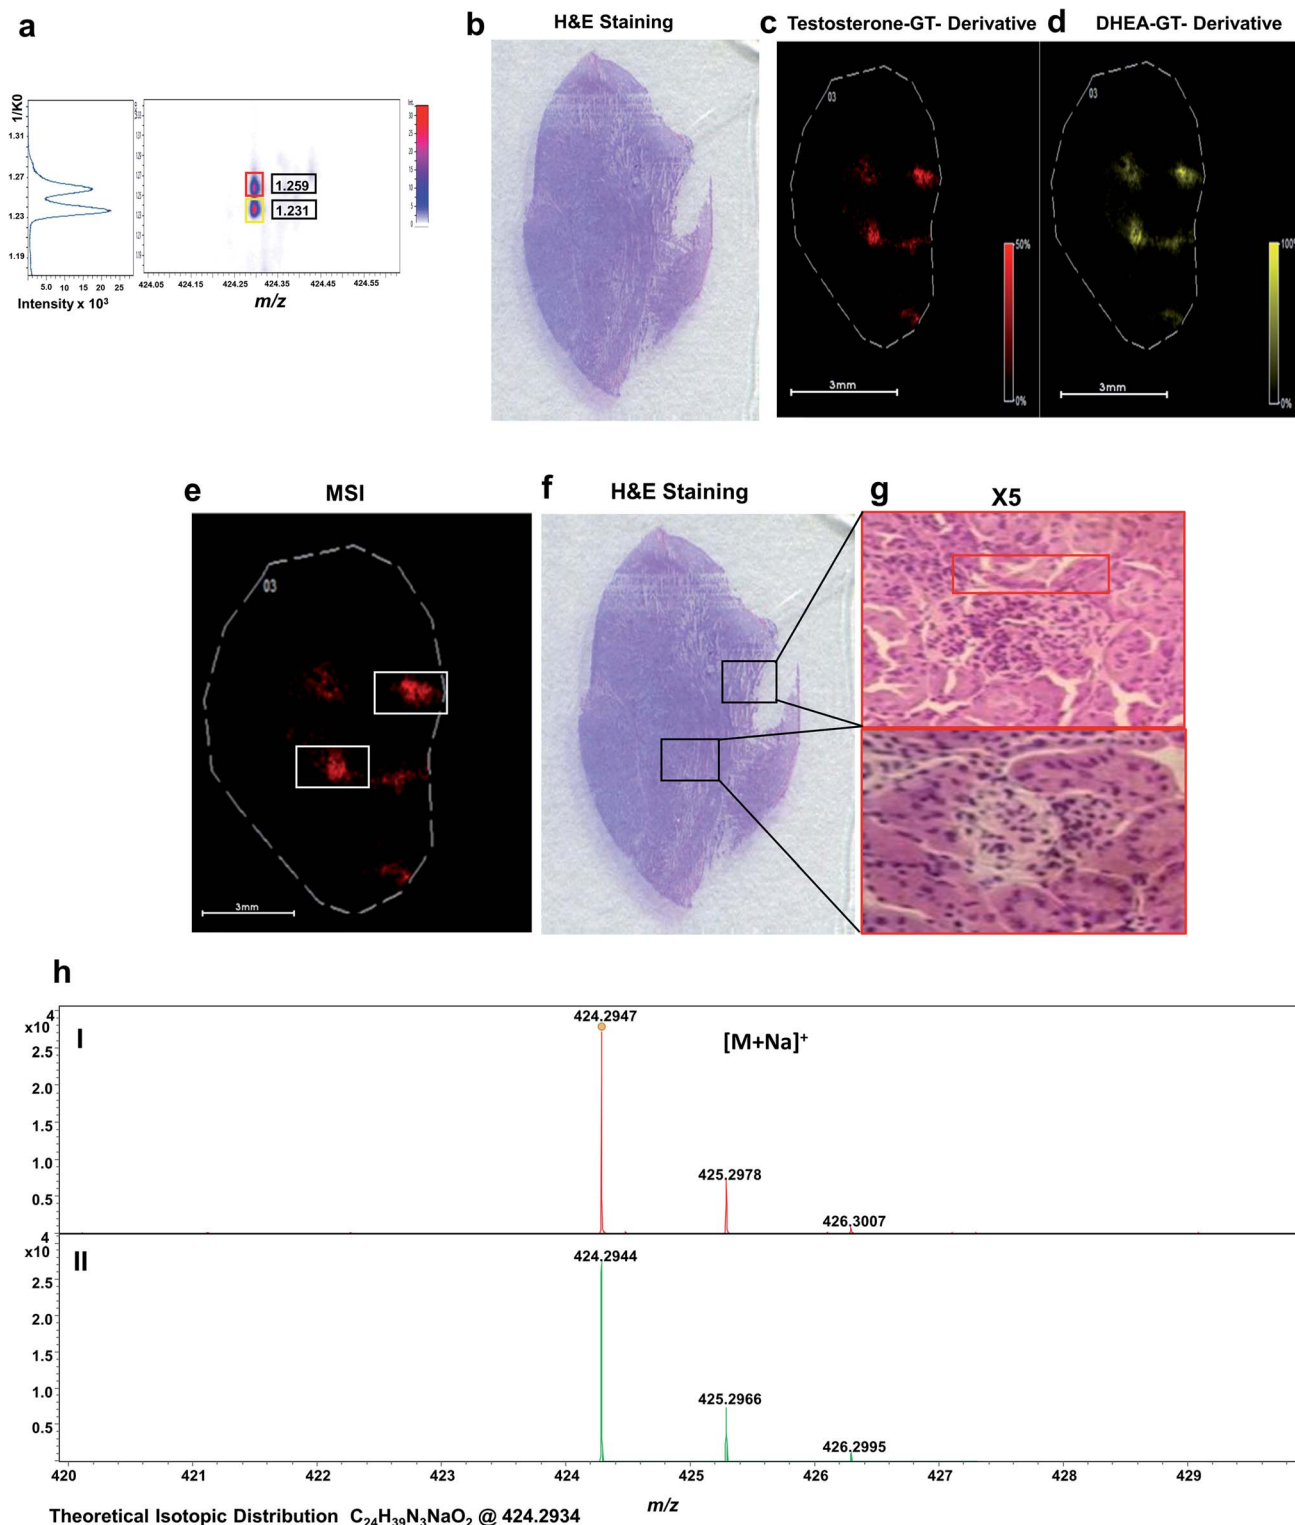 a
1/K0
1.31
1.27
1.23
1.19
5.0 10 15 20 25
Intensity x 10³
1.259
1.231
424.05 424.15 424.25 424.35 424.45 424.55
m/z
b
H&E Staining
c
Testosterone-GT- Derivative
03
50%
0%
3mm
d
DHEA-GT- Derivative
03
100%
0%
3mm
e
MSI
03
3mm
f
H&E Staining
g
X5
h
4
x10
2.5
2.0
1.5
1.0
0.5
I
424.2947
[M+Na]⁺
425.2978
426.3007
4
x10
2.5
2.0
1.5
1.0
0.5
II
424.2944
425.2966
426.2995
420 421 422 423 424 425 426 427 428 429
m/z
Theoretical Isotopic Distribution C₂₄H₃₉N₃NaO₂ @ 424.2934